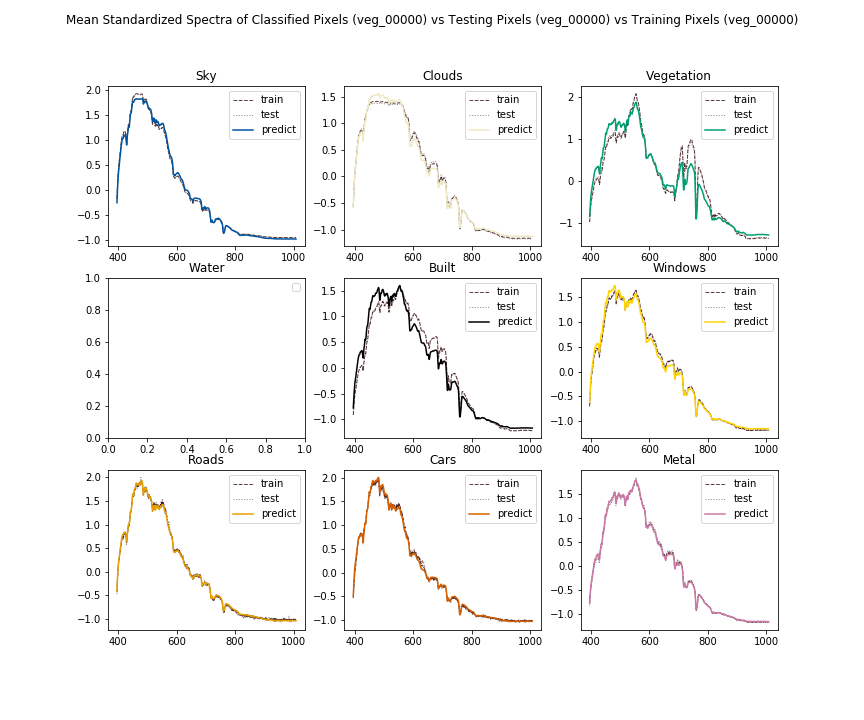 Mean Standardized Spectra of Classified Pixels (veg_00000) vs Testing Pixels (veg_00000) vs Training Pixels (veg_00000)
Sky
Clouds
Vegetation
2.0
1.5
1.0
0.5
0.0
−0.5
−1.0
400
600
800
1000
train
test
predict
1.5
1.0
0.5
0.0
−0.5
−1.0
400
600
800
1000
train
test
predict
2
1
0
−1
400
600
800
1000
train
test
predict
Water
Built
Windows
1.0
0.8
0.6
0.4
0.2
0.0
0.0
0.2
0.4
0.6
0.8
1.0
1.5
1.0
0.5
0.0
−0.5
−1.0
400
600
800
1000
train
test
predict
1.5
1.0
0.5
0.0
−0.5
−1.0
400
600
800
1000
train
test
predict
Roads
Cars
Metal
2.0
1.5
1.0
0.5
0.0
−0.5
−1.0
400
600
800
1000
train
test
predict
2.0
1.5
1.0
0.5
0.0
−0.5
−1.0
400
600
800
1000
train
test
predict
1.5
1.0
0.5
0.0
−0.5
−1.0
400
600
800
1000
train
test
predict